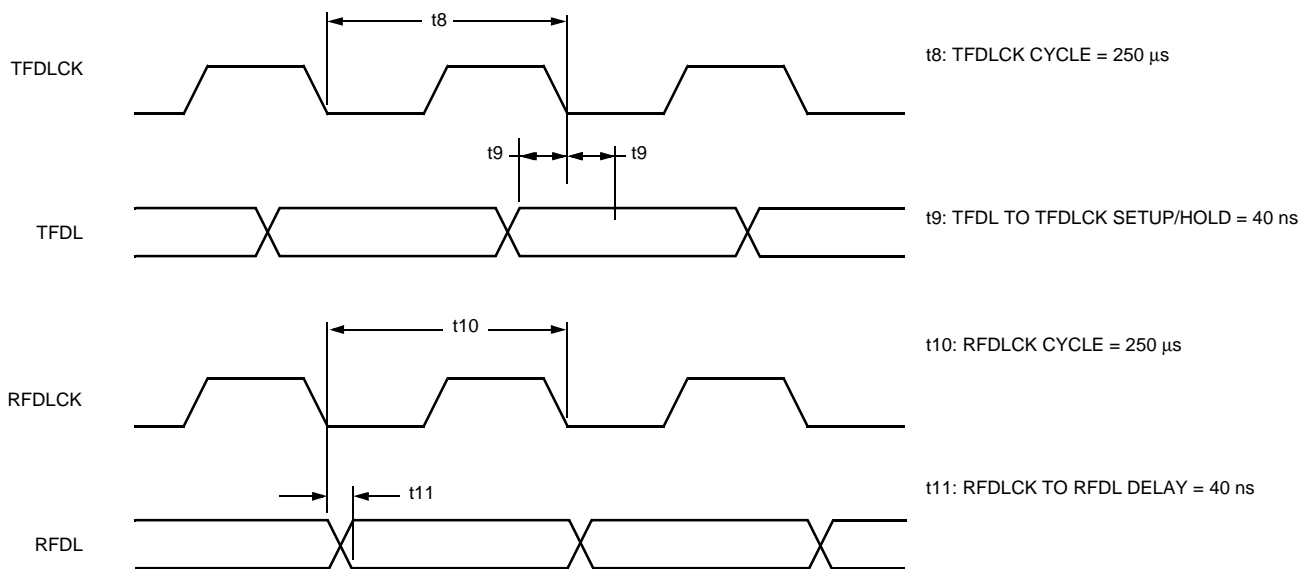 t8
TFDLCK
t8: TFDLCK CYCLE = 250 μs
t9
t9
TFDL
t9: TFDL TO TFDLCK SETUP/HOLD = 40 ns
t10
t10: RFDLCK CYCLE = 250 μs
RFDLCK
t11
t11: RFDLCK TO RFDL DELAY = 40 ns
RFDL